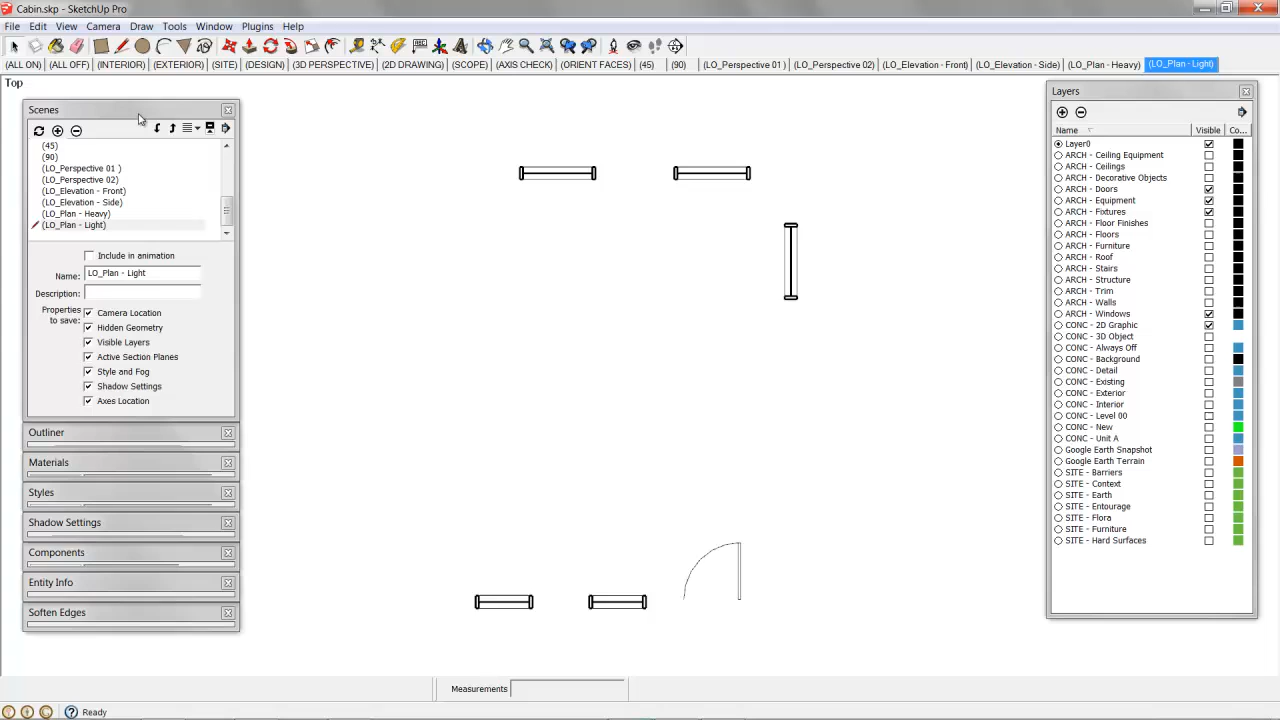 Cabin.skp - SketchUp Pro
File Edit View Camera Draw Tools Window Plugins Help
(ALL ON) (ALL OFF) (INTERIOR) (EXTERIOR) (SITE) (DESIGN) (3D PERSPECTIVE) (2D DRAWING) (SCOPE) (AXIS CHECK) (ORIENT FACES) (45) (90) (LO_Perspective 01 ) (LO_Perspective 02) (LO_Elevation - Front) (LO_Elevation - Side) (LO_Plan - Heavy) (LO_Plan - Light)
Top
Scenes
(45)
(90)
(LO_Perspective 01 )
(LO_Perspective 02)
(LO_Elevation - Front)
(LO_Elevation - Side)
(LO_Plan - Heavy)
(LO_Plan - Light)
Include in animation
Name: LO_Plan - Light
Description:
Properties to save:
Camera Location
Hidden Geometry
Visible Layers
Active Section Planes
Style and Fog
Shadow Settings
Axes Location
Outliner
Materials
Styles
Shadow Settings
Components
Entity Info
Soften Edges
Layers
Name Visible Co...
Layer0
ARCH - Ceiling Equipment
ARCH - Ceilings
ARCH - Decorative Objects
ARCH - Doors
ARCH - Equipment
ARCH - Fixtures
ARCH - Floor Finishes
ARCH - Floors
ARCH - Furniture
ARCH - Roof
ARCH - Stairs
ARCH - Structure
ARCH - Trim
ARCH - Walls
ARCH - Windows
CONC - 2D Graphic
CONC - 3D Object
CONC - Always Off
CONC - Background
CONC - Detail
CONC - Existing
CONC - Exterior
CONC - Interior
CONC - Level 00
CONC - New
CONC - Unit A
Google Earth Snapshot
Google Earth Terrain
SITE - Barriers
SITE - Context
SITE - Earth
SITE - Entourage
SITE - Flora
SITE - Furniture
SITE - Hard Surfaces
Measurements
Ready